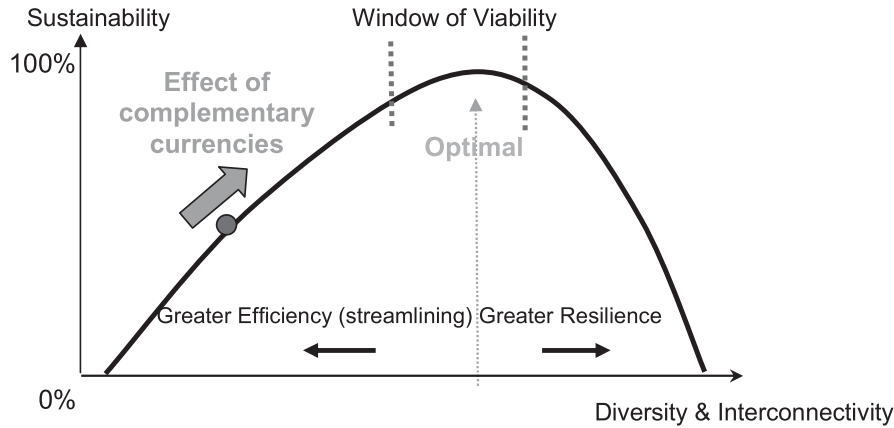 Sustainability
Window of Viability
100%
Effect of
complementary
currencies
Optimal
Greater Efficiency (streamlining) Greater Resilience
0%
Diversity & Interconnectivity